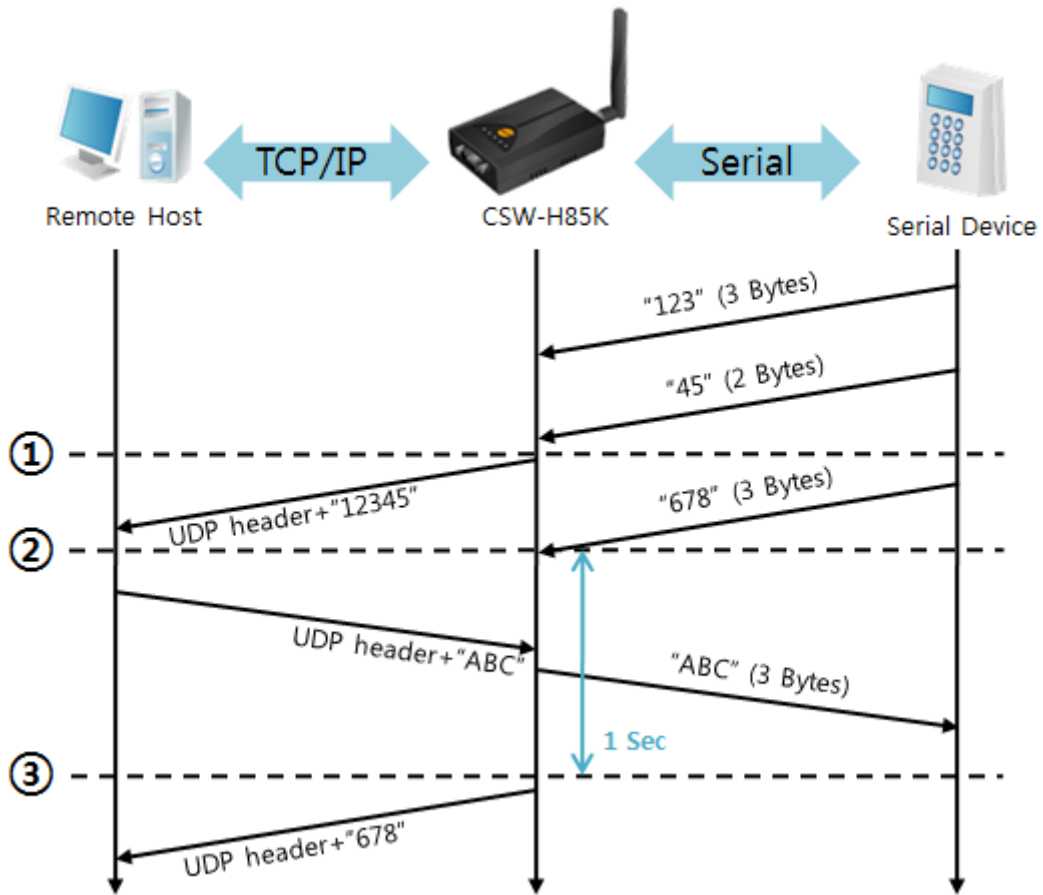 TCP/IP
Serial
Remote Host
CSW-H85K
Serial Device
"123" (3 Bytes)
"45" (2 Bytes)
①
"678" (3 Bytes)
UDP header+"12345"
②
UDP header+"ABC"
"ABC" (3 Bytes)
1 Sec
③
UDP header+"678"